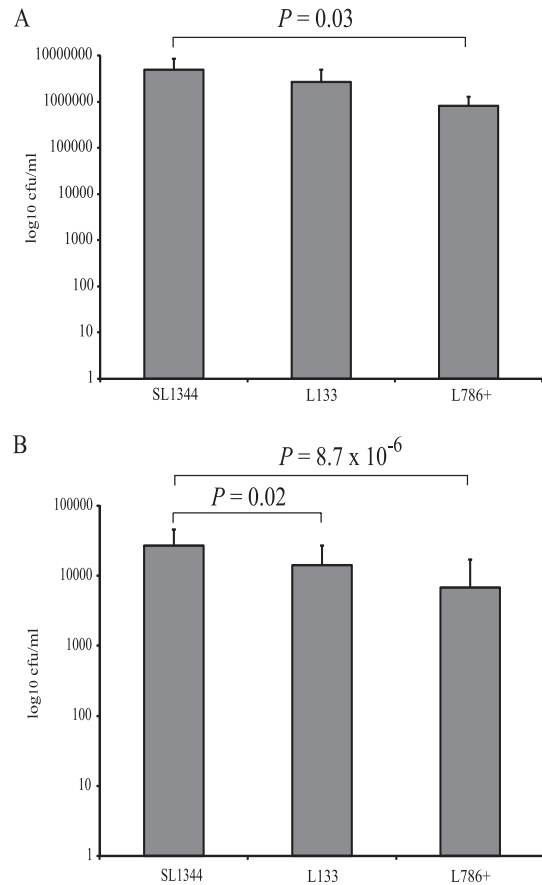 A
P = 0.03
10000000
1000000
100000
10000
1000
100
10
1
log10 cfu/ml
SL1344 L133 L786+
B
P = 8.7 x 10⁻⁶
P = 0.02
100000
10000
1000
100
10
1
log10 cfu/ml
SL1344 L133 L786+